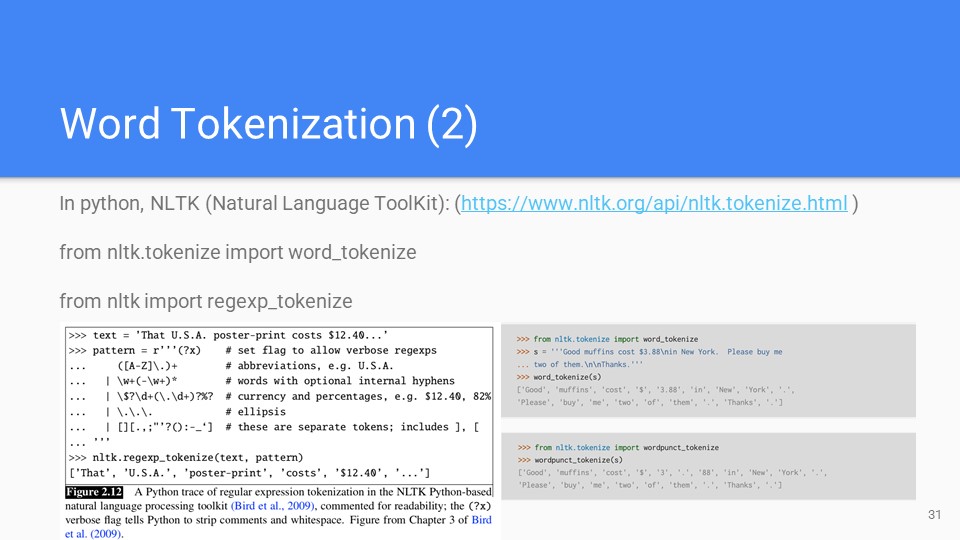 Word Tokenization (2)
In python, NLTK (Natural Language ToolKit): (https://www.nltk.org/api/nltk.tokenize.html )
from nltk.tokenize import word_tokenize
from nltk import regexp_tokenize
>>> text = 'That U.S.A. poster-print costs $12.40...'
>>> pattern = r'''(?x)    # set flag to allow verbose regexps
...     ([A-Z]\.)+        # abbreviations, e.g. U.S.A.
...   | \w+(-\w+)*        # words with optional internal hyphens
...   | \$?\d+(\.\d+)?%?  # currency and percentages, e.g. $12.40, 82%
...   | \.\.\.            # ellipsis
...   | [][.,;"'?():-_`]  # these are separate tokens; includes ], [
... '''
>>> nltk.regexp_tokenize(text, pattern)
['That', 'U.S.A.', 'poster-print', 'costs', '$12.40', '...']
Figure 2.12 A Python trace of regular expression tokenization in the NLTK Python-based
natural language processing toolkit (Bird et al., 2009), commented for readability; the (?x)
verbose flag tells Python to strip comments and whitespace. Figure from Chapter 3 of Bird
et al. (2009).
>>> from nltk.tokenize import word_tokenize
>>> s = '''Good muffins cost $3.88\nin New York.  Please buy me
... two of them.\n\nThanks.'''
>>> word_tokenize(s)
['Good', 'muffins', 'cost', '$', '3.88', 'in', 'New', 'York', '.',
'Please', 'buy', 'me', 'two', 'of', 'them', '.', 'Thanks', '.']
>>> from nltk.tokenize import wordpunct_tokenize
>>> wordpunct_tokenize(s)
['Good', 'muffins', 'cost', '$', '3', '.', '88', 'in', 'New', 'York', '.',
'Please', 'buy', 'me', 'two', 'of', 'them', '.', 'Thanks', '.']
31